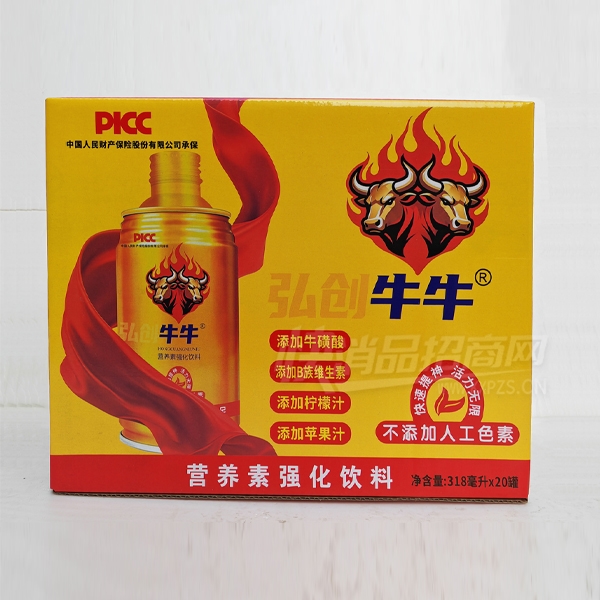 PICC
中国人民财产保险股份有限公司承保
PICC
弘创牛牛®
弘创牛牛®
营养素强化饮料
添加牛磺酸
添加B族维生素
添加柠檬汁
添加苹果汁
快速提神 活力无限
不添加人工色素
营养素强化饮料
净含量:318毫升x20罐